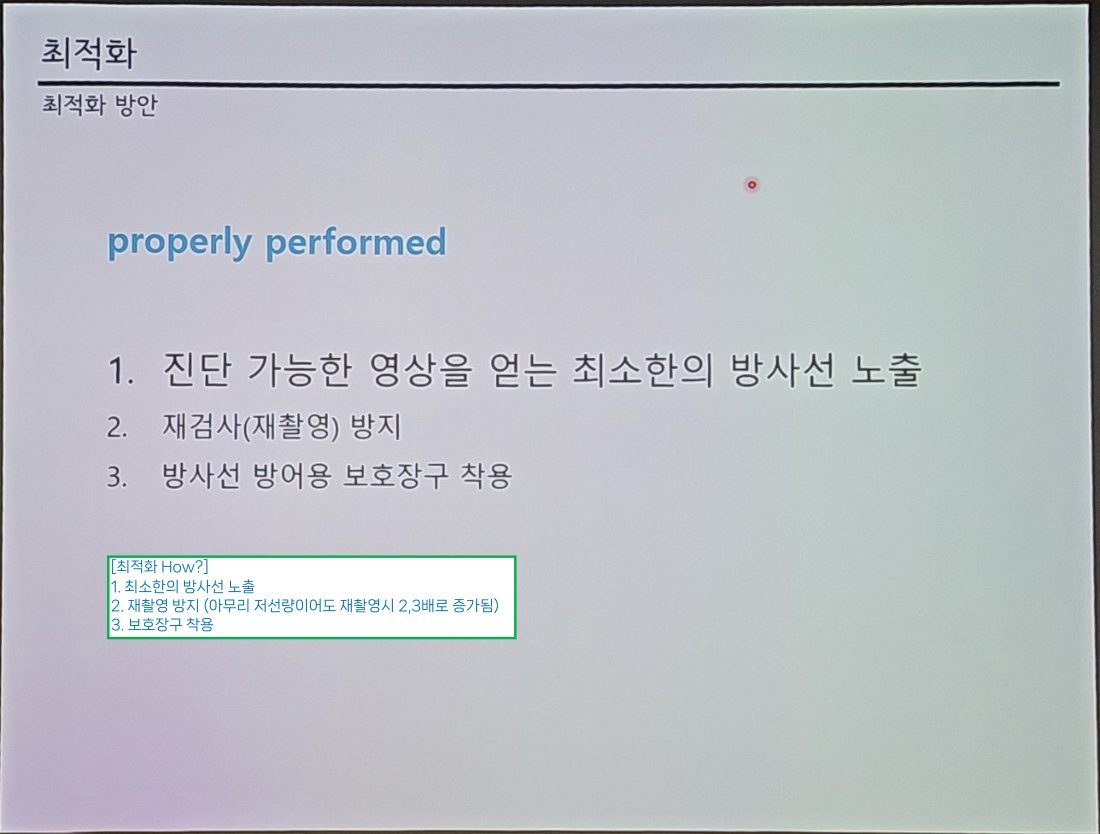 최적화
최적화 방안
properly performed
1. 진단 가능한 영상을 얻는 최소한의 방사선 노출
2. 재검사(재촬영) 방지
3. 방사선 방어용 보호장구 착용
[최적화 How?]
1. 최소한의 방사선 노출
2. 재촬영 방지 (아무리 저선량이어도 재촬영시 2,3배로 증가됨)
3. 보호장구 착용